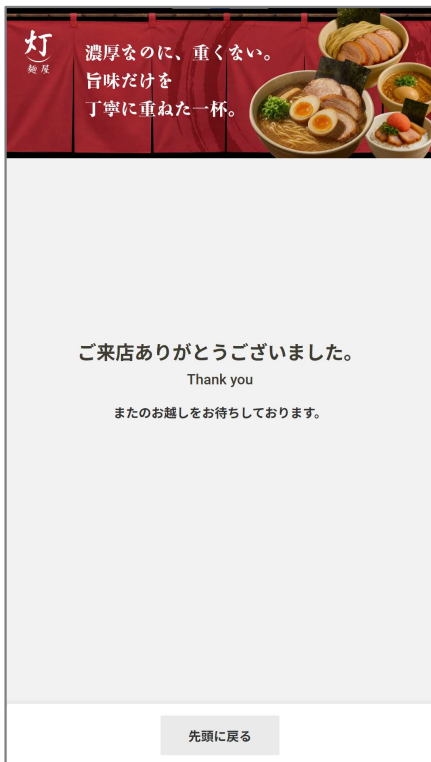 灯
麺屋
濃厚なのに、重くない。
旨味だけを
丁寧に重ねた一杯。
ご来店ありがとうございました。
Thank you
またのお越しをお待ちしております。
先頭に戻る